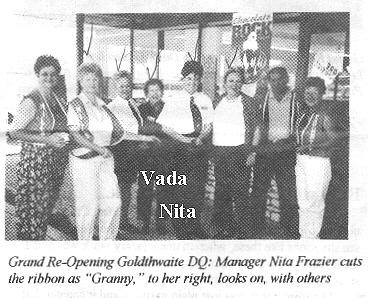 Chocolate
ROCK
Vada
Nita
Grand Re-Opening Goldthwaite DQ: Manager Nita Frazier cuts
the ribbon as “Granny,” to her right, looks on, with others